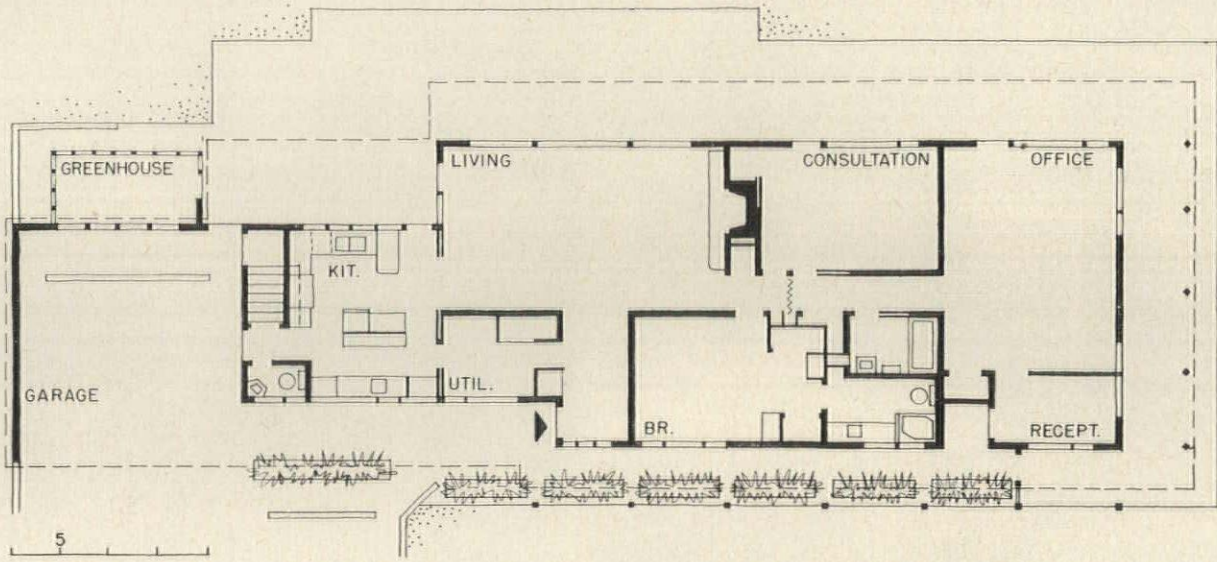 LIVING
CONSULTATION
OFFICE
GREENHOUSE
KIT.
UTIL.
GARAGE
BR.
RECEPT.
5